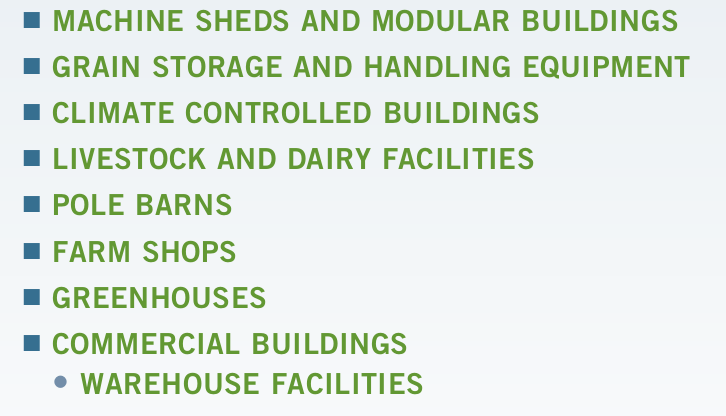 MACHINE SHEDS AND MODULAR BUILDINGS
GRAIN STORAGE AND HANDLING EQUIPMENT
CLIMATE CONTROLLED BUILDINGS
LIVESTOCK AND DAIRY FACILITIES
POLE BARNS
FARM SHOPS
GREENHOUSES
COMMERCIAL BUILDINGS
WAREHOUSE FACILITIES